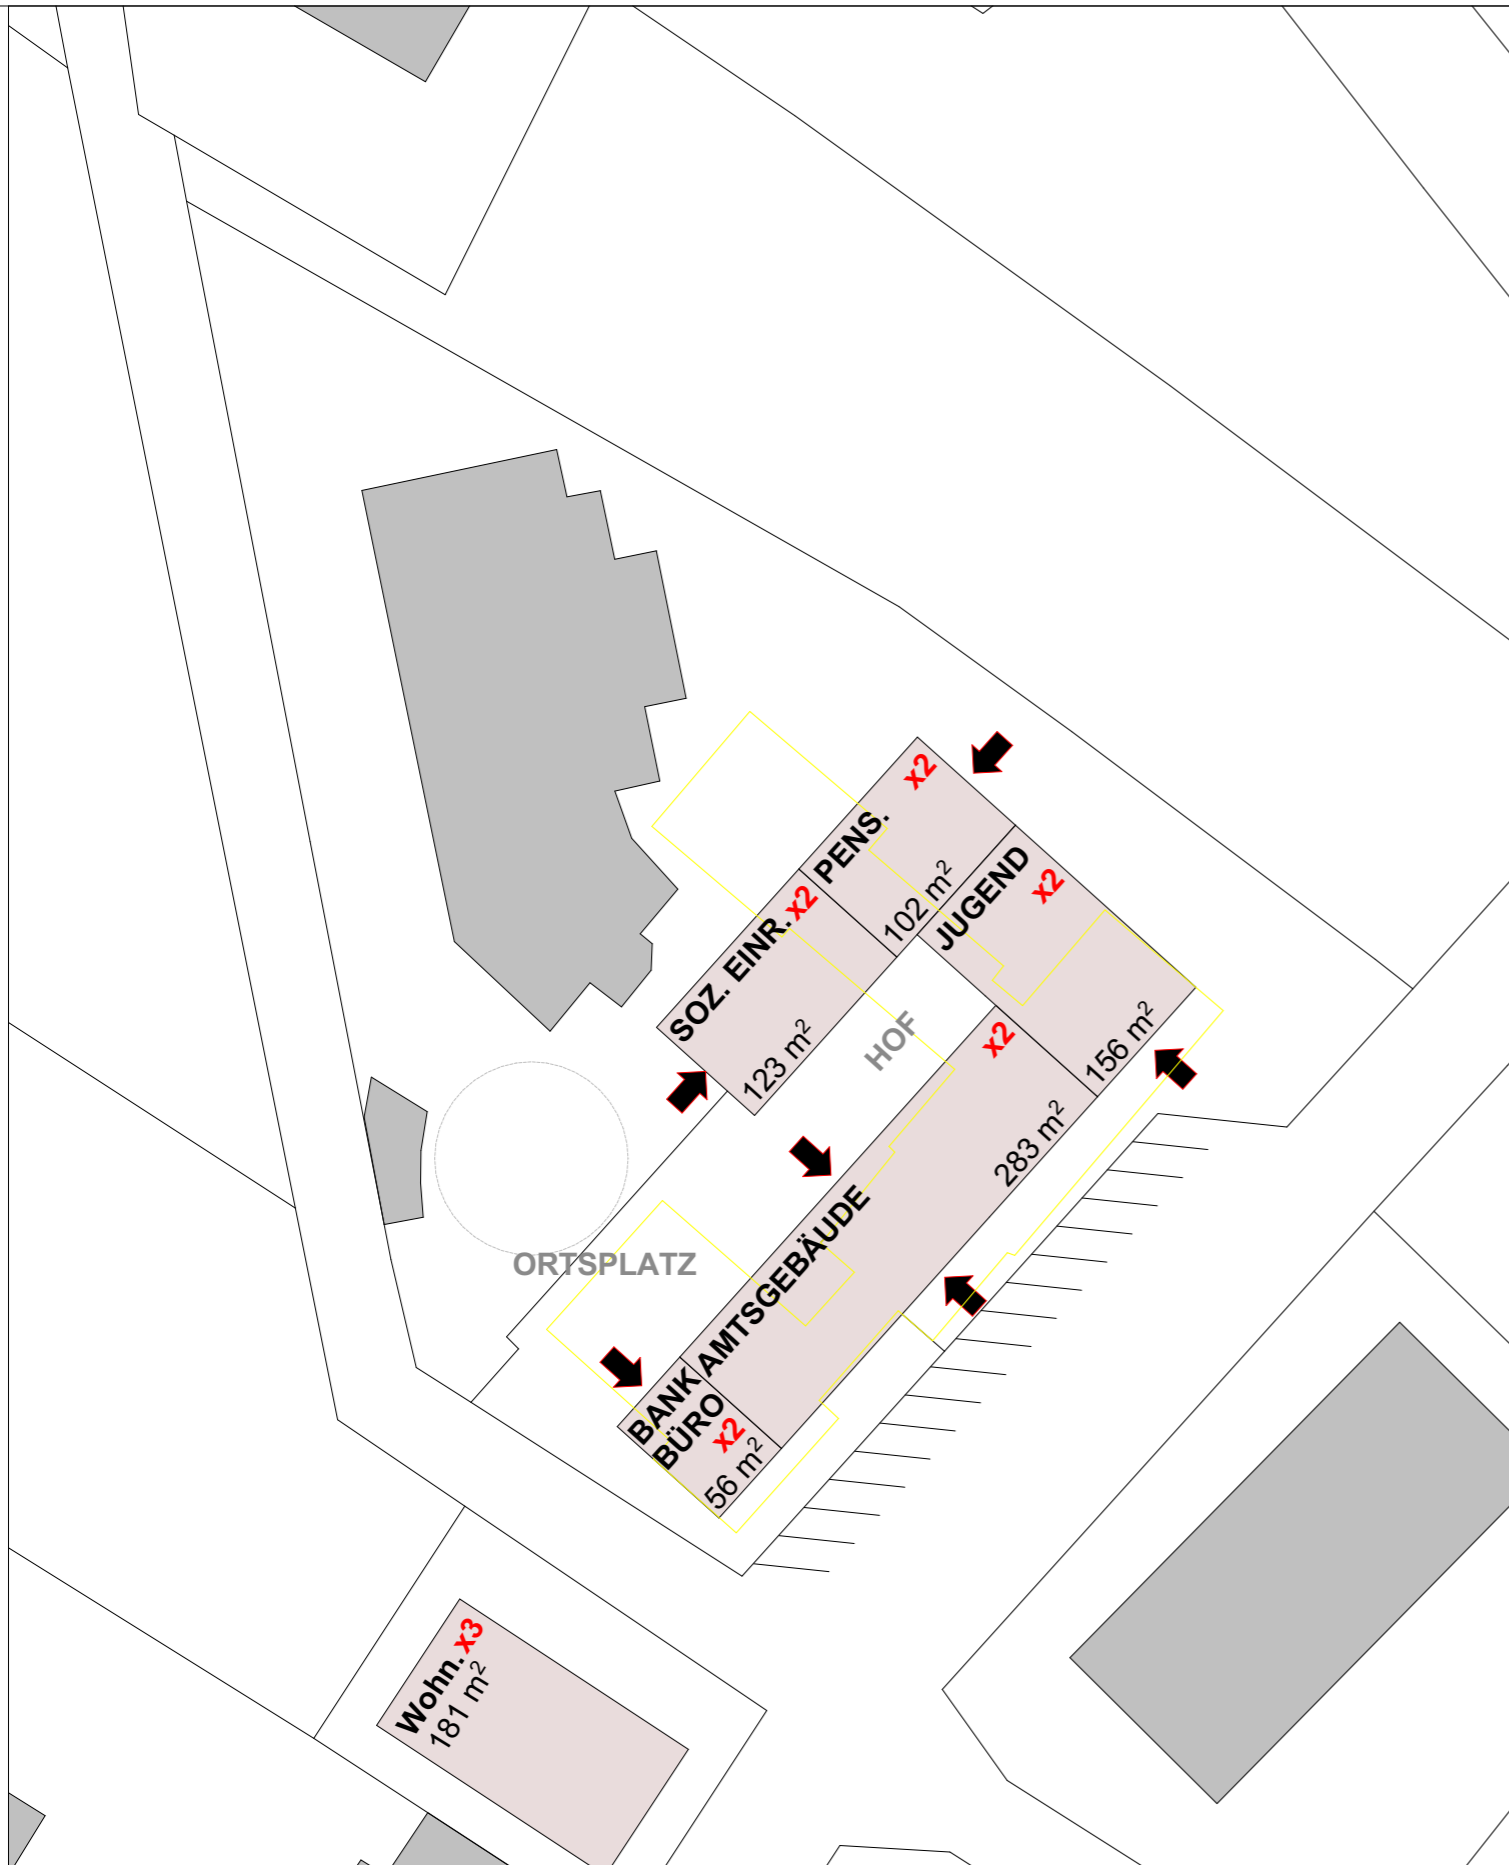 PENS. x2
102 m²
JUGEND x2
156 m²
SOZ. EINR. x2
123 m²
HOF
AMTSGEBÄUDE x2
283 m²
ORTSPLATZ
BANK
BÜRO x2
56 m²
Wohn. x3
181 m²